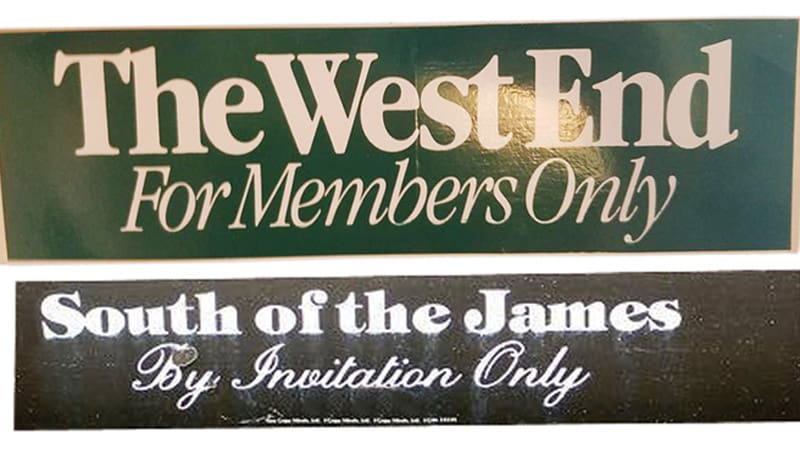 The West End
For Members Only
South of the James
By Invitation Only